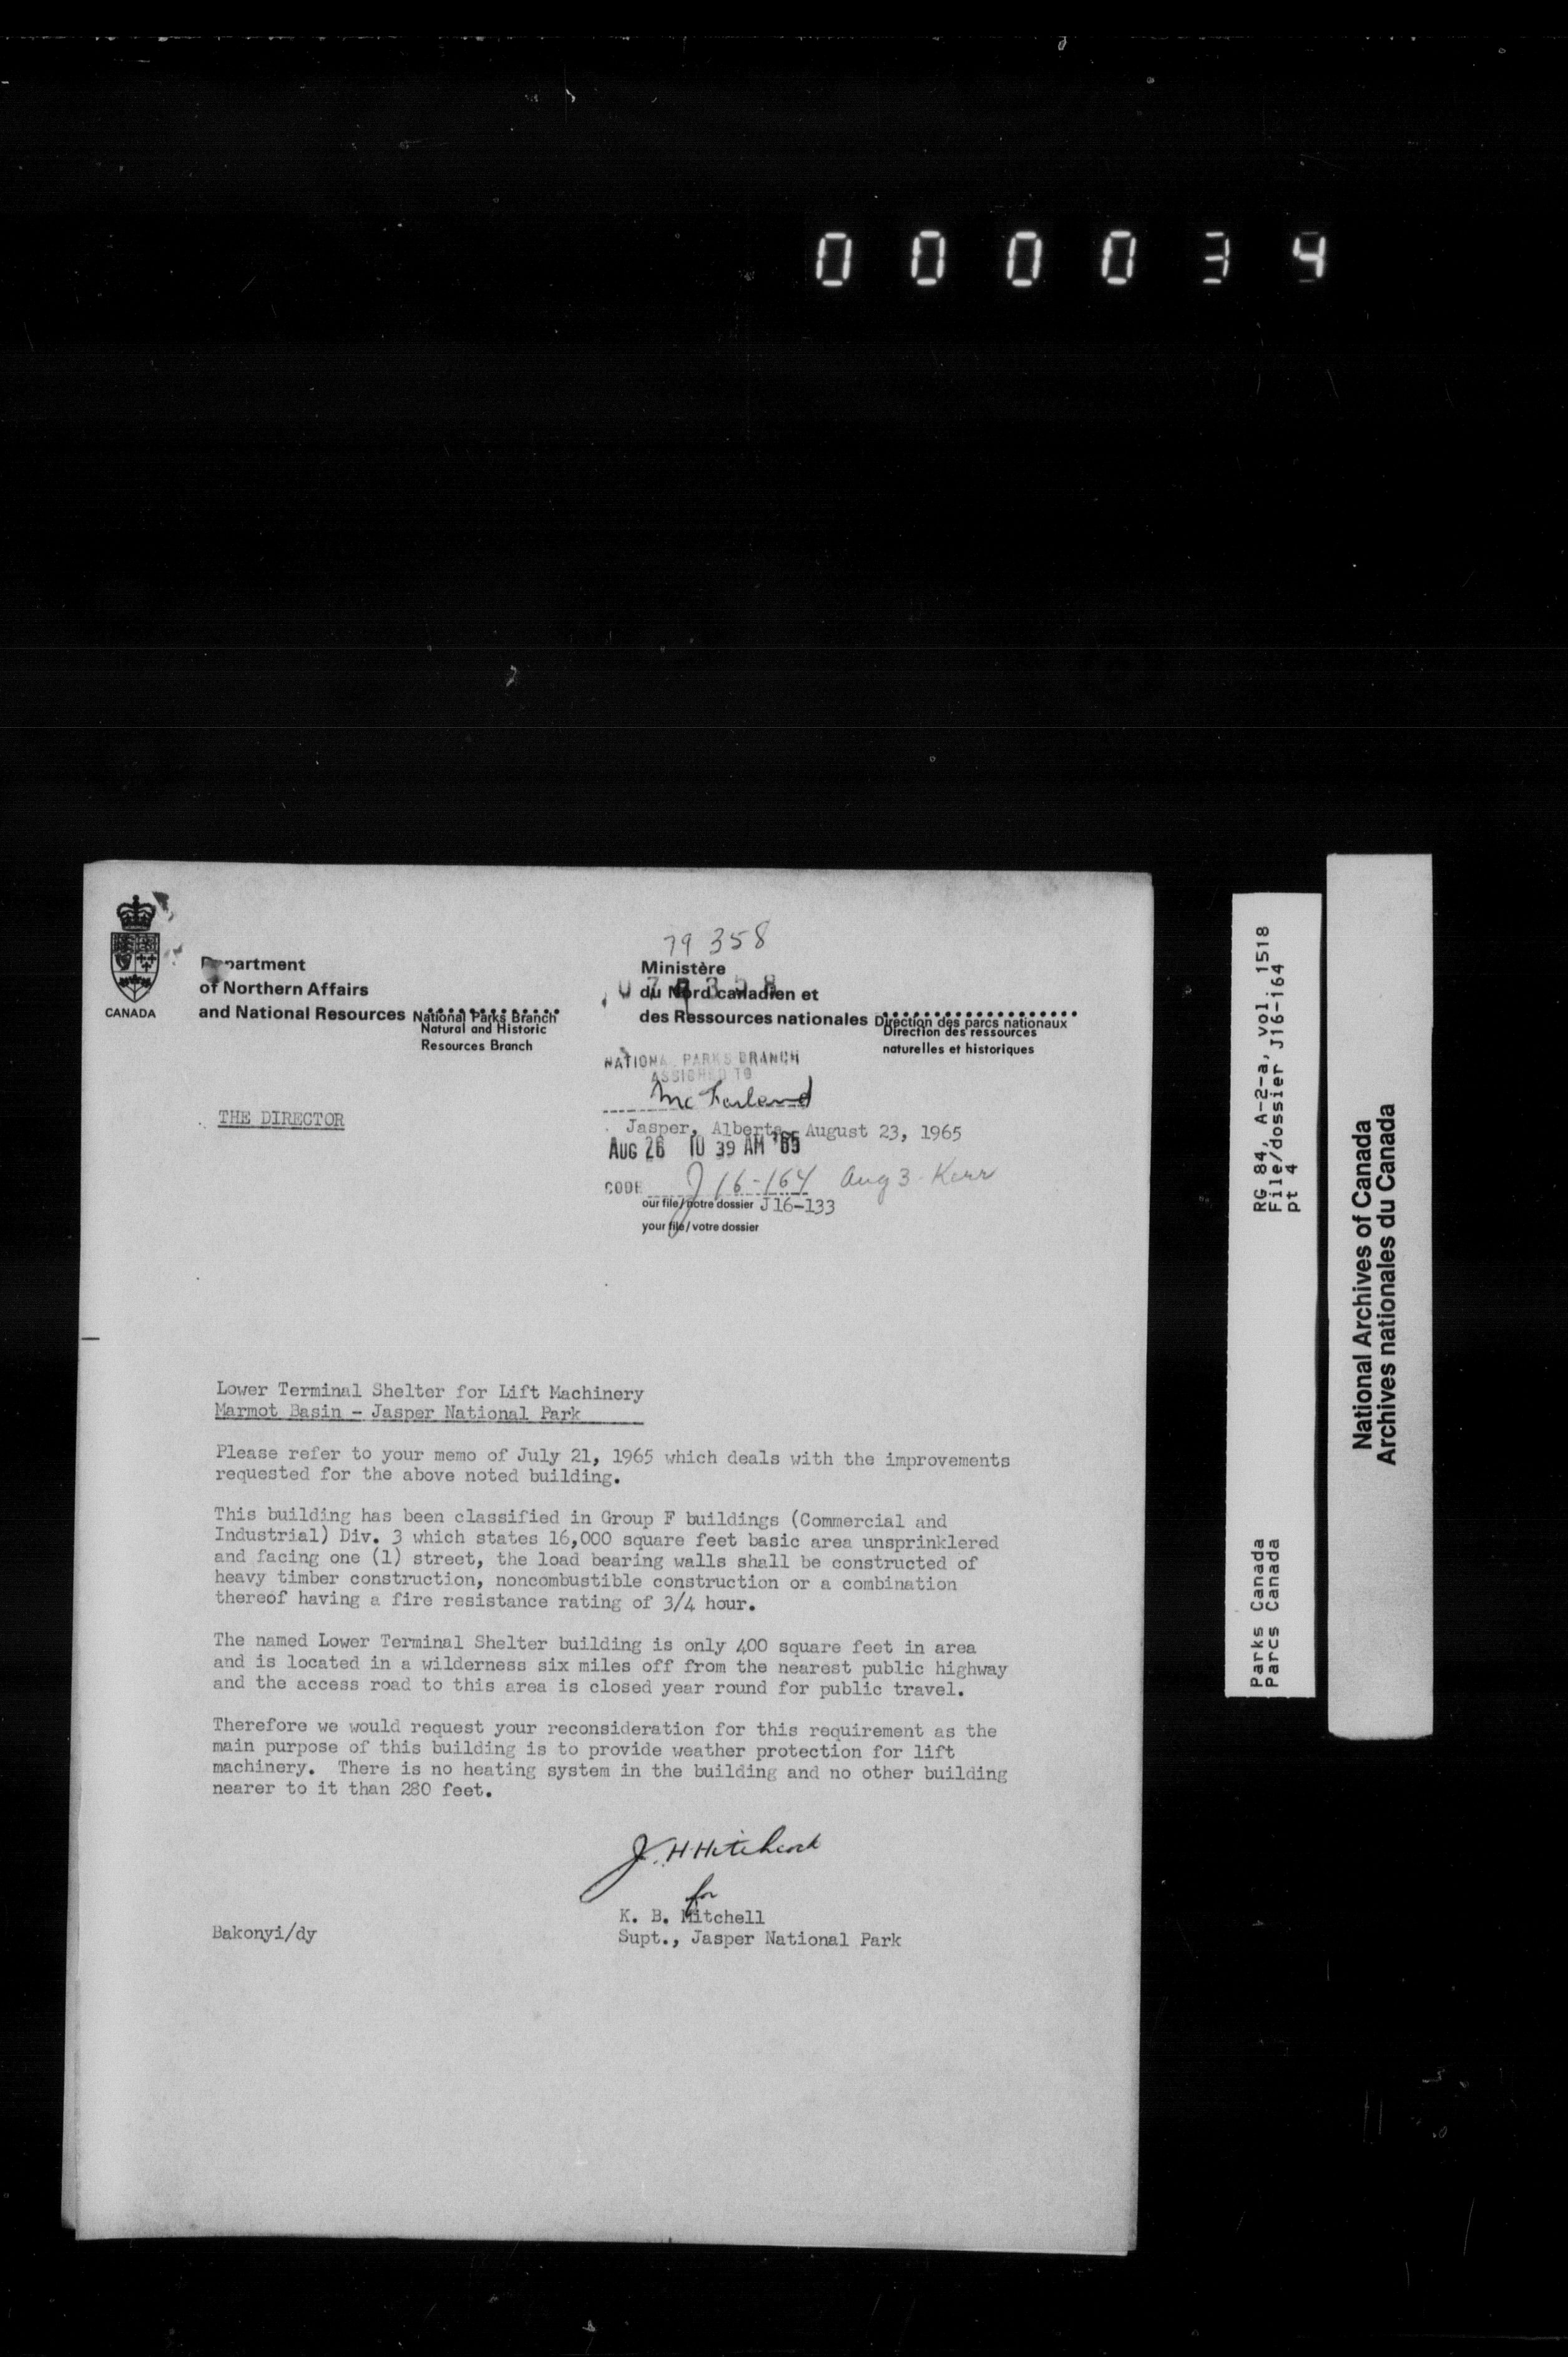 000034
79 358
Department
of Northern Affairs
and National Resources National Parks Branch
Natural and Historic
Resources Branch
CANADA
Ministère
du Nord canadien et
des Ressources nationales Direction des parcs nationaux
Direction des ressources
naturelles et historiques
NATIONAL PARKS BRANCH
ASSIGNED TO
McFarland
THE DIRECTOR
Jasper, Alberta, August 23, 1965
AUG 26 10 39 AM '65
CODE J16-164 Aug 3 Kerr
our file/notre dossier J16-133
your file/votre dossier
Lower Terminal Shelter for Lift Machinery
Marmot Basin - Jasper National Park
Please refer to your memo of July 21, 1965 which deals with the improvements
requested for the above noted building.
This building has been classified in Group F buildings (Commercial and
Industrial) Div. 3 which states 16,000 square feet basic area unsprinklered
and facing one (1) street, the load bearing walls shall be constructed of
heavy timber construction, noncombustible construction or a combination
thereof having a fire resistance rating of 3/4 hour.
The named Lower Terminal Shelter building is only 400 square feet in area
and is located in a wilderness six miles off from the nearest public highway
and the access road to this area is closed year round for public travel.
Therefore we would request your reconsideration for this requirement as the
main purpose of this building is to provide weather protection for lift
machinery. There is no heating system in the building and no other building
nearer to it than 280 feet.
J.H Hitchcock
for
K. B. Mitchell
Supt., Jasper National Park
Bakonyi/dy
RG 84, A-2-a, vol. 1518
File/dossier J16-164
pt 4
Parks Canada
Parcs Canada
National Archives of Canada
Archives nationales du Canada